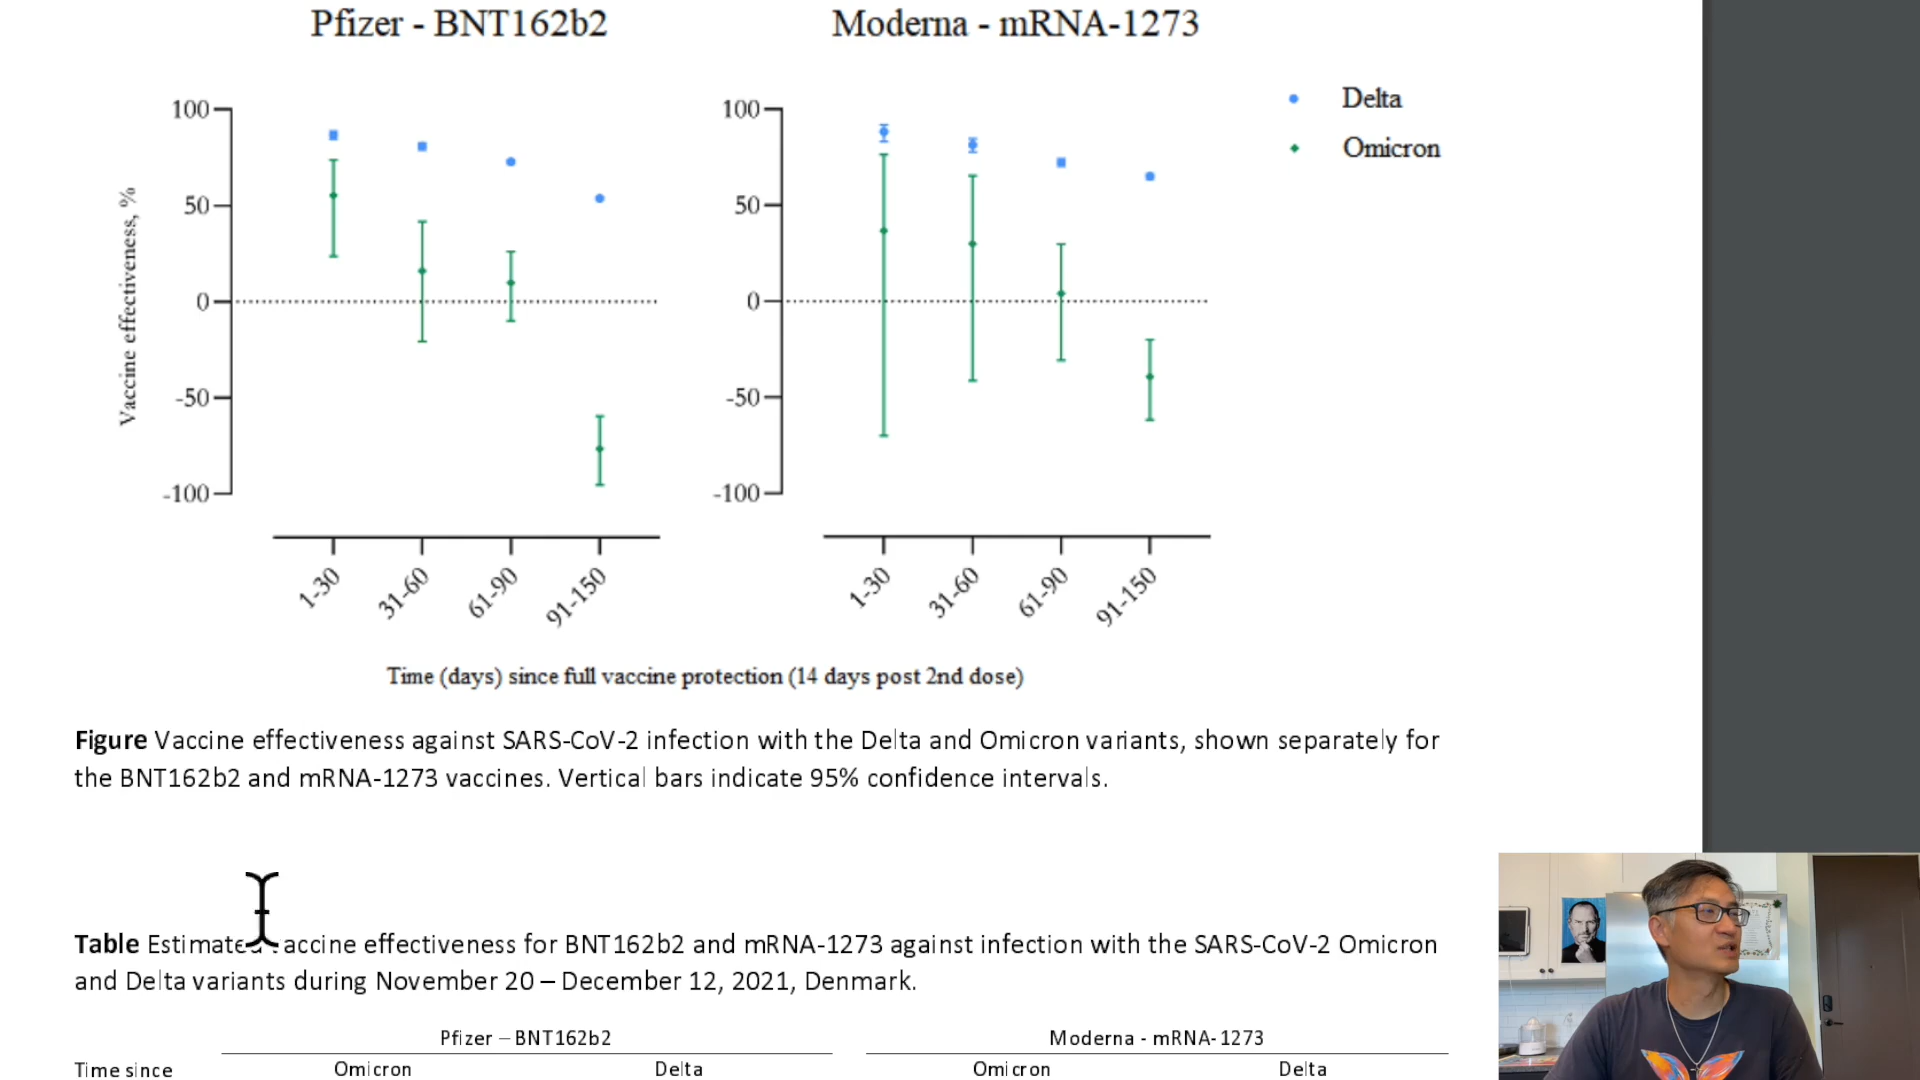 Pfizer - BNT162b2
Moderna - mRNA-1273
Delta
Omicron
Vaccine effectiveness, %
100
50
0
-50
-100
1-30
31-60
61-90
91-150
100
50
0
-50
-100
1-30
31-60
61-90
91-150
Time (days) since full vaccine protection (14 days post 2nd dose)
Figure Vaccine effectiveness against SARS-CoV-2 infection with the Delta and Omicron variants, shown separately for
the BNT162b2 and mRNA-1273 vaccines. Vertical bars indicate 95% confidence intervals.
Table Estimated vaccine effectiveness for BNT162b2 and mRNA-1273 against infection with the SARS-CoV-2 Omicron
and Delta variants during November 20 – December 12, 2021, Denmark.
Pfizer – BNT162b2
Moderna - mRNA-1273
Time since
Omicron
Delta
Omicron
Delta